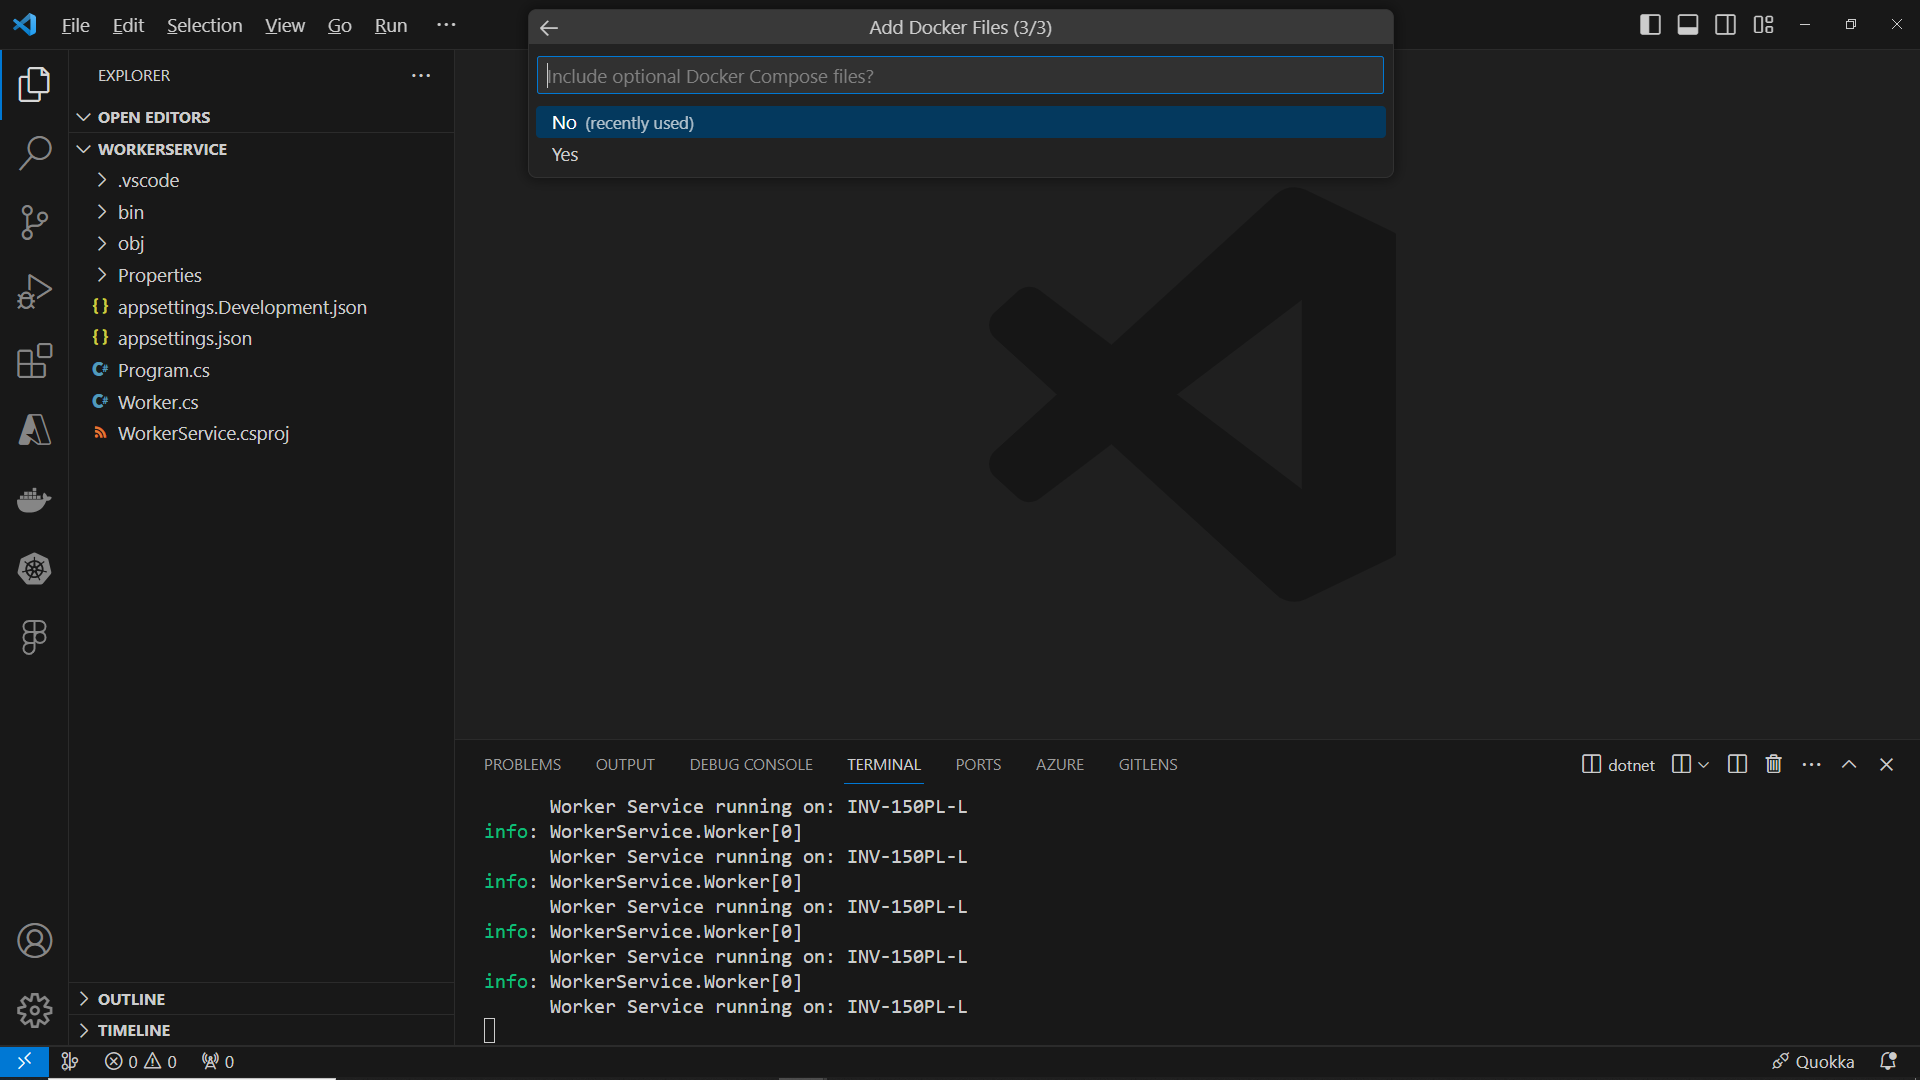 File Edit Selection View Go Run ···
Add Docker Files (3/3)
Include optional Docker Compose files?
No (recently used)
Yes
EXPLORER
OPEN EDITORS
WORKERSERVICE
.vscode
bin
obj
Properties
{} appsettings.Development.json
{} appsettings.json
C# Program.cs
C# Worker.cs
WorkerService.csproj
OUTLINE
TIMELINE
PROBLEMS OUTPUT DEBUG CONSOLE TERMINAL PORTS AZURE GITLENS
dotnet
Worker Service running on: INV-150PL-L
info: WorkerService.Worker[0]
Worker Service running on: INV-150PL-L
info: WorkerService.Worker[0]
Worker Service running on: INV-150PL-L
info: WorkerService.Worker[0]
Worker Service running on: INV-150PL-L
info: WorkerService.Worker[0]
Worker Service running on: INV-150PL-L
0 0 0
Quokka